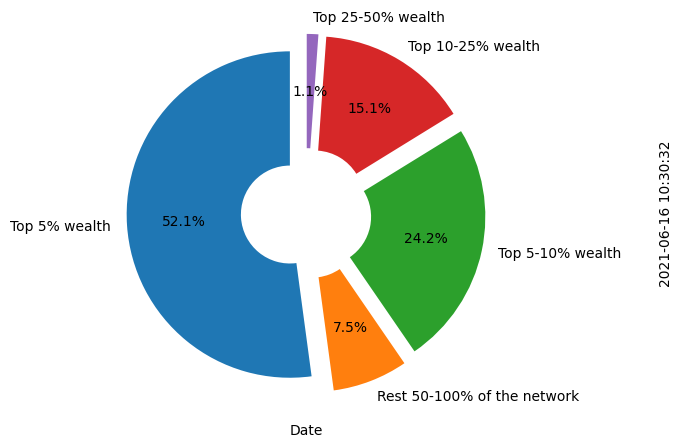 Top 25-50% wealth
Top 10-25% wealth
1.1%
15.1%
2021-06-16 10:30:32
52.1%
Top 5% wealth
24.2%
Top 5-10% wealth
7.5%
Rest 50-100% of the network
Date